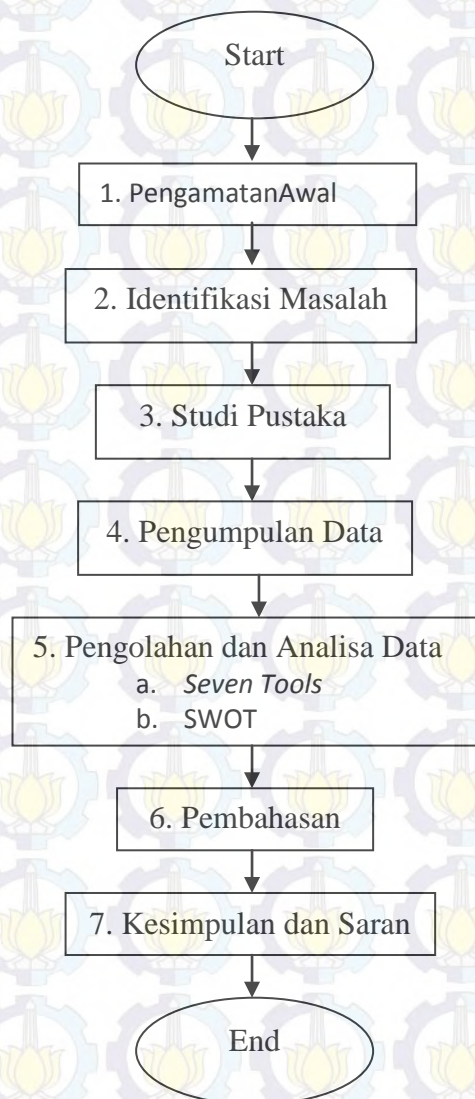 Start
1. PengamatanAwal
2. Identifikasi Masalah
3. Studi Pustaka
4. Pengumpulan Data
5. Pengolahan dan Analisa Data
a. Seven Tools
b. SWOT
6. Pembahasan
7. Kesimpulan dan Saran
End